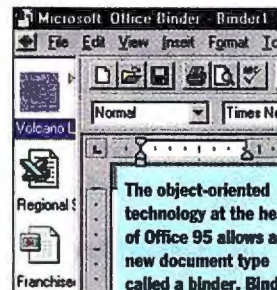 Microsoft Office Binder - Binder1
File Edit View Insert Format
Normal Times
Volcano L
Regional S
Franchise
The object-oriented
technology at the
of Office 95 allows a
new document type
called a binder.